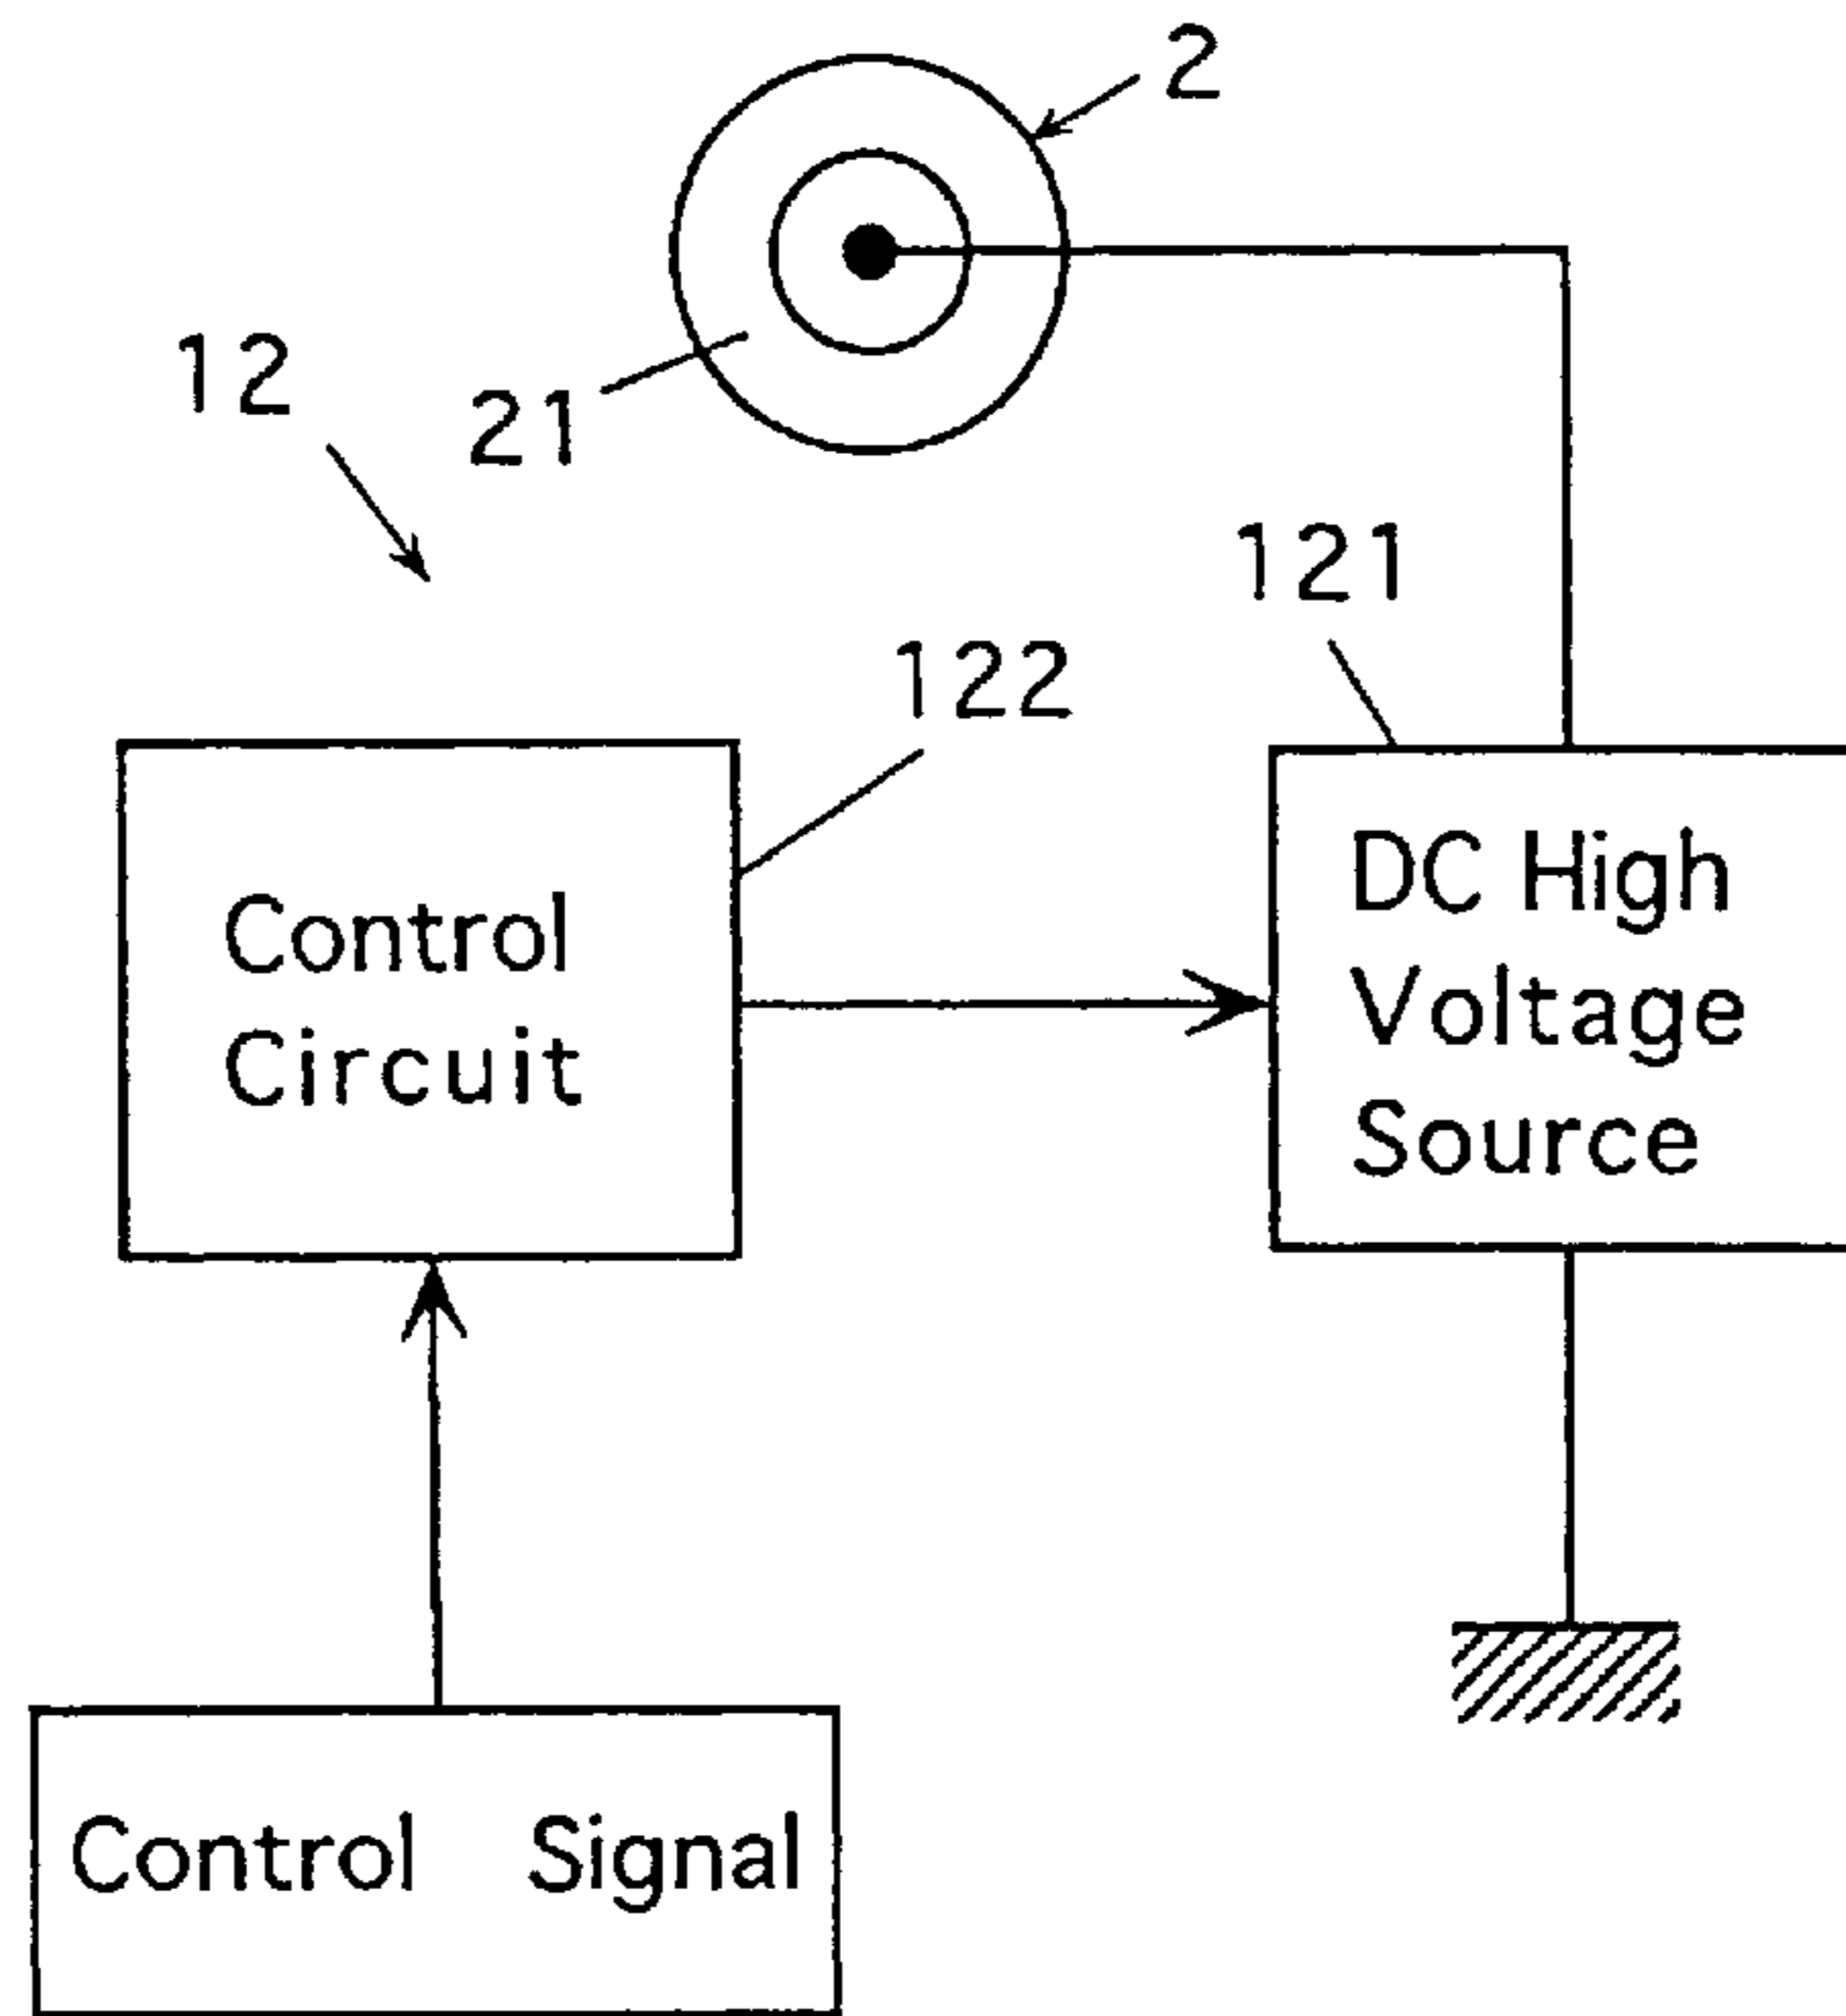 2
12
21
121
122
Control
Circuit
DC High
Voltage
Source
Control Signal